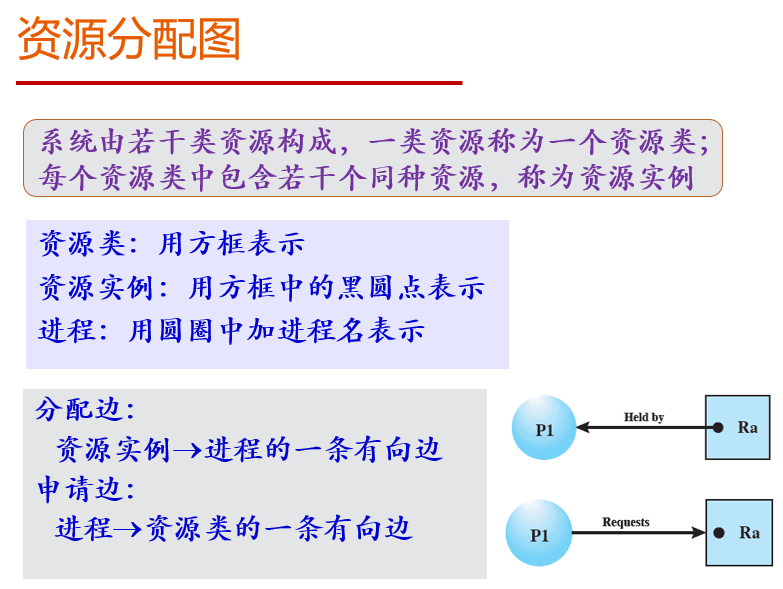 资源分配图
系统由若干类资源构成，一类资源称为一个资源类；
每个资源类中包含若干个同种资源，称为资源实例
资源类：用方框表示
资源实例：用方框中的黑圆点表示
进程：用圆圈中加进程名表示
分配边：
资源实例→进程的一条有向边
申请边：
进程→资源类的一条有向边
P1 Held by Ra
P1 Requests Ra